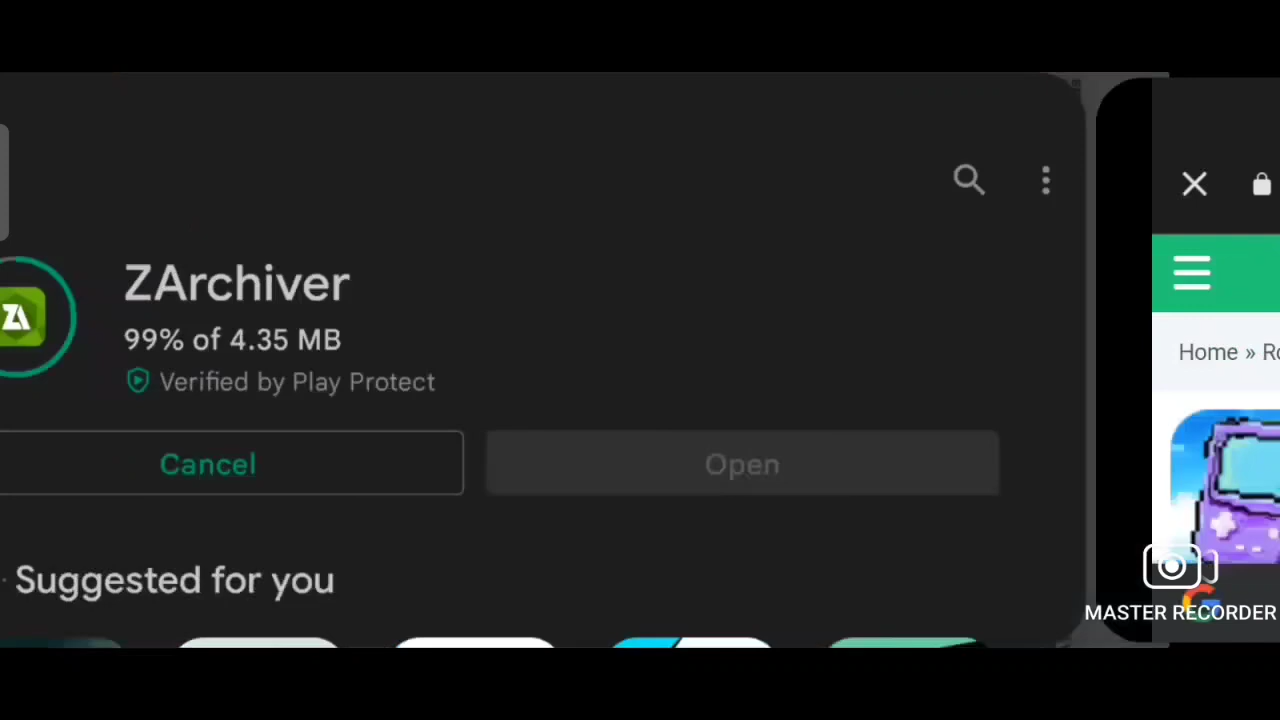 ZArchiver
99% of 4.35 MB
Verified by Play Protect
Cancel
Open
Suggested for you
Home »
MASTER RECORDER